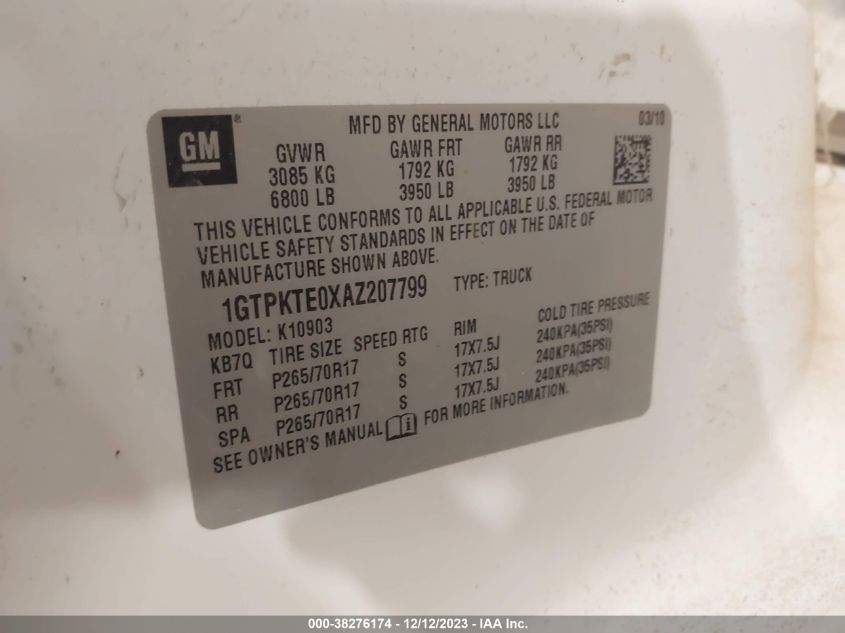 GM®
MFD BY GENERAL MOTORS LLC 03/10
GVWR GAWR FRT GAWR RR
3085 KG 1792 KG 1792 KG
6800 LB 3950 LB 3950 LB
THIS VEHICLE CONFORMS TO ALL APPLICABLE U.S. FEDERAL MOTOR
VEHICLE SAFETY STANDARDS IN EFFECT ON THE DATE OF
MANUFACTURE SHOWN ABOVE.
1GTPKTE0XAZ207799 TYPE: TRUCK
MODEL: K10903
KB7Q TIRE SIZE SPEED RTG RIM COLD TIRE PRESSURE
FRT P265/70R17 S 17X7.5J 240KPA(35PSI)
RR P265/70R17 S 17X7.5J 240KPA(35PSI)
SPA P265/70R17 S 17X7.5J 240KPA(35PSI)
SEE OWNER'S MANUAL FOR MORE INFORMATION.
000-38276174 - 12/12/2023 - IAA Inc.